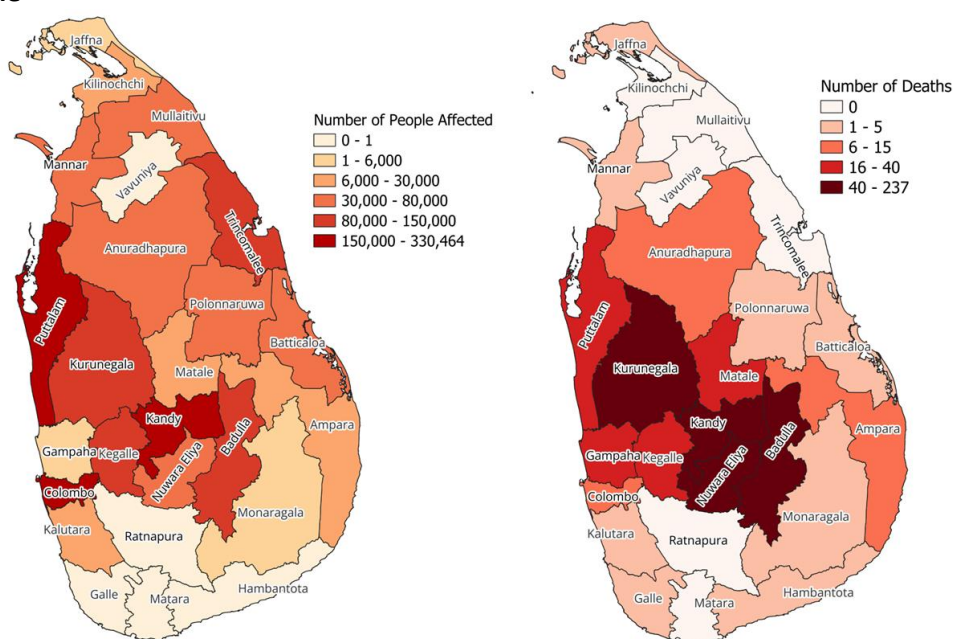 Jaffna
Kilinochchi
Mullaitivu
Mannar
Vavuniya
Trincomalee
Anuradhapura
Puttalam
Polonnaruwa
Batticaloa
Kurunegala
Matale
Kandy
Ampara
Gampaha
Kegalle
Badulla
Nuwara Eliya
Colombo
Monaragala
Kalutara
Ratnapura
Hambantota
Galle
Matara
Number of People Affected
0 - 1
1 - 6,000
6,000 - 30,000
30,000 - 80,000
80,000 - 150,000
150,000 - 330,464
Jaffna
Kilinochchi
Mullaitivu
Mannar
Vavuniya
Trincomalee
Anuradhapura
Puttalam
Polonnaruwa
Batticaloa
Kurunegala
Matale
Kandy
Ampara
Gampaha
Kegalle
Badulla
Nuwara Eliya
Colombo
Monaragala
Kalutara
Ratnapura
Hambantota
Galle
Matara
Number of Deaths
0
1 - 5
6 - 15
16 - 40
40 - 237